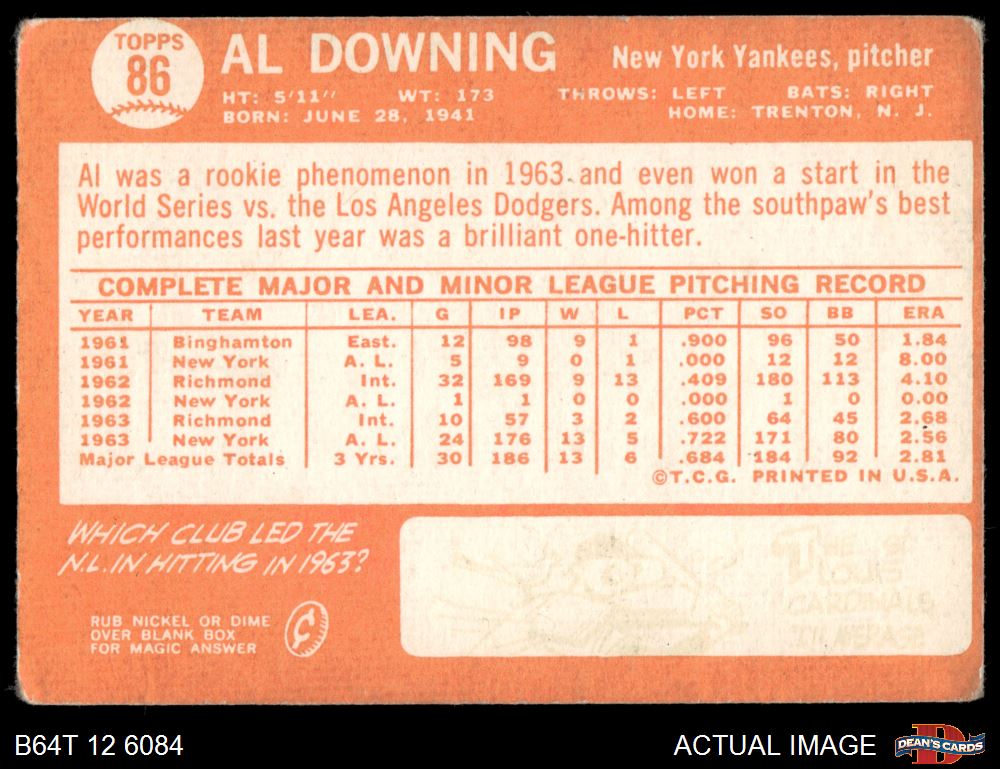 TOPPS
86
AL DOWNING
New York Yankees, pitcher
HT: 5'11" WT: 173 THROWS: LEFT BATS: RIGHT
BORN: JUNE 28, 1941 HOME: TRENTON, N. J.
Al was a rookie phenomenon in 1963 and even won a start in the
World Series vs. the Los Angeles Dodgers. Among the southpaw's best
performances last year was a brilliant one-hitter.
COMPLETE MAJOR AND MINOR LEAGUE PITCHING RECORD
YEAR TEAM LEA. G IP W L PCT SO BB ERA
1961 Binghamton East. 12 98 9 1 .900 96 50 1.84
1961 New York A. L. 5 9 0 1 .000 12 12 8.00
1962 Richmond Int. 32 169 9 13 .409 180 113 4.10
1962 New York A. L. 1 1 0 0 .000 1 0 0.00
1963 Richmond Int. 10 57 3 2 .600 64 45 2.68
1963 New York A. L. 24 176 13 5 .722 171 80 2.56
Major League Totals 3 Yrs. 30 186 13 6 .684 184 92 2.81
©T.C.G. PRINTED IN U.S.A.
WHICH CLUB LED THE
N.L. IN HITTING IN 1963?
RUB NICKEL OR DIME
OVER BLANK BOX
FOR MAGIC ANSWER
¢
THE
LOUIS
CARDINALS
B64T 12 6084
ACTUAL IMAGE
D
DEAN'S CARDS